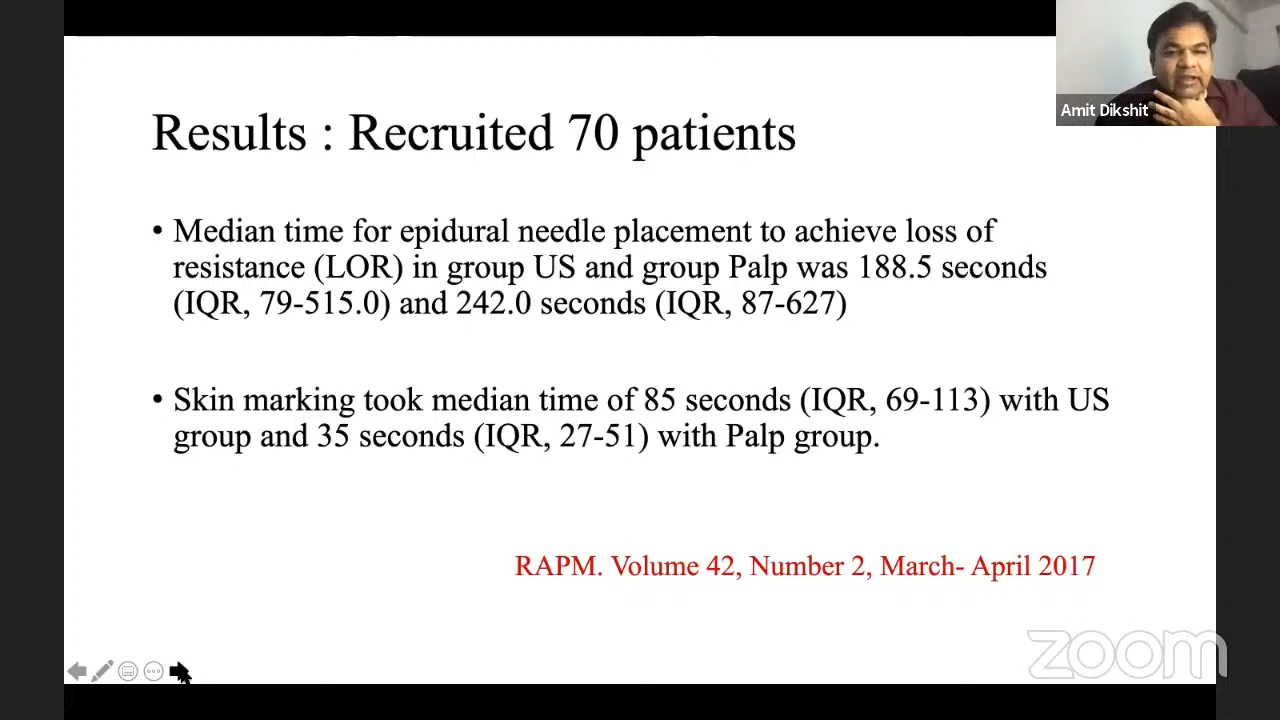 Amit Dikshit
Results : Recruited 70 patients
• Median time for epidural needle placement to achieve loss of
resistance (LOR) in group US and group Palp was 188.5 seconds
(IQR, 79-515.0) and 242.0 seconds (IQR, 87-627)
• Skin marking took median time of 85 seconds (IQR, 69-113) with US
group and 35 seconds (IQR, 27-51) with Palp group.
RAPM. Volume 42, Number 2, March- April 2017
zoom